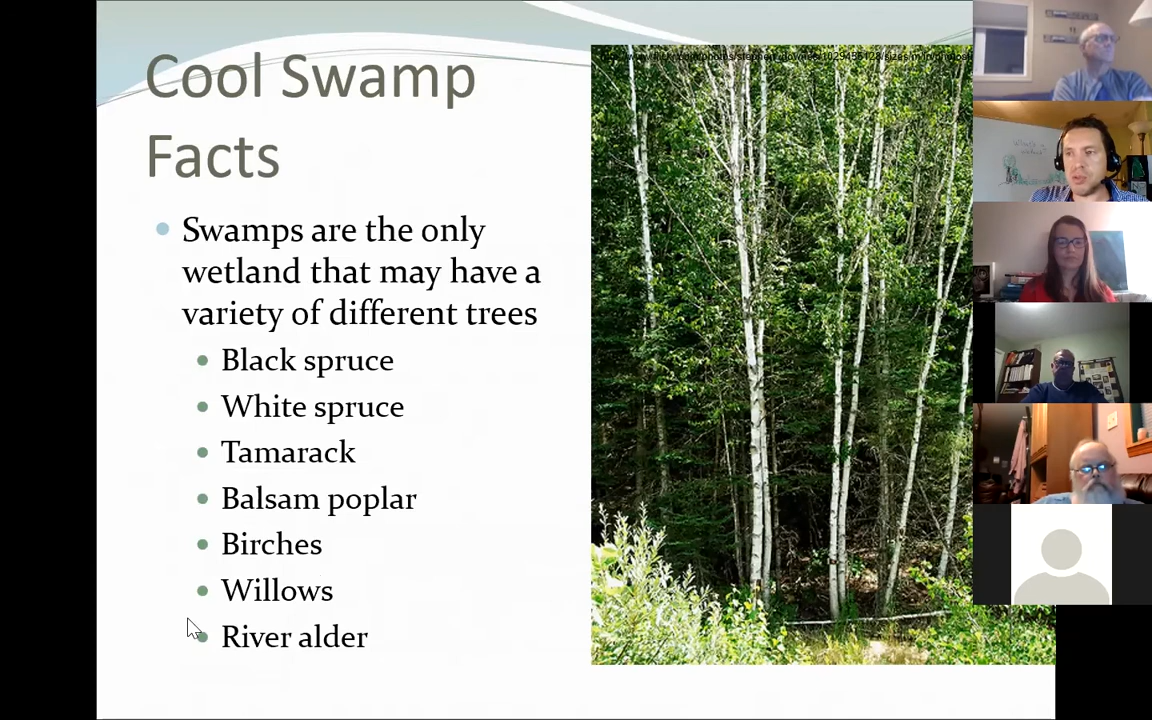 Cool Swamp
Facts
Swamps are the only
wetland that may have a
variety of different trees
Black spruce
White spruce
Tamarack
Balsam poplar
Birches
Willows
River alder